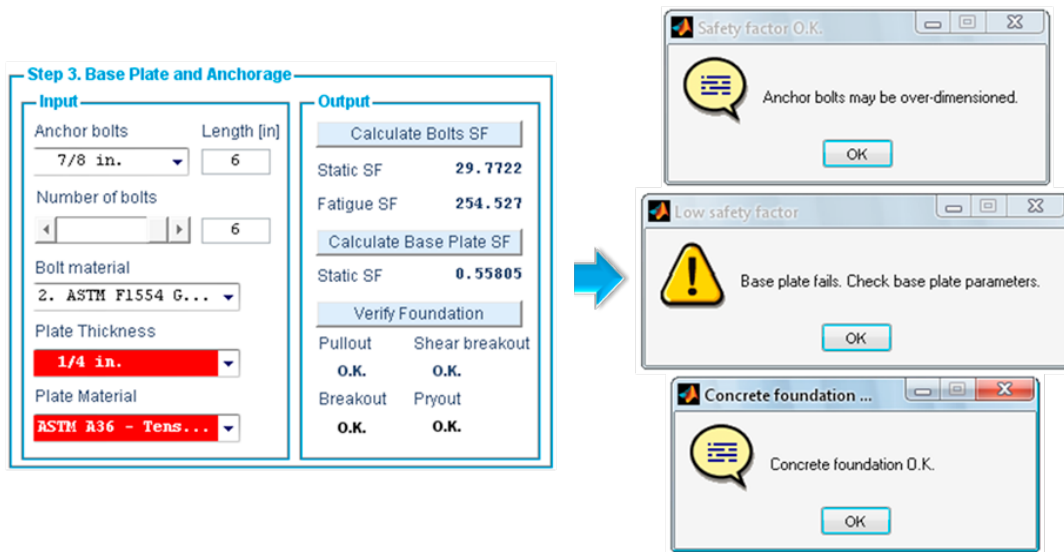 Step 3. Base Plate and Anchorage
Input
Anchor bolts Length [in]
7/8 in. 6
Number of bolts
6
Bolt material
2. ASTM F1554 G...
Plate Thickness
1/4 in.
Plate Material
ASTM A36 - Tens...
Output
Calculate Bolts SF
Static SF 29.7722
Fatigue SF 254.527
Calculate Base Plate SF
Static SF 0.55805
Verify Foundation
Pullout Shear breakout
O.K. O.K.
Breakout Pryout
O.K. O.K.
Safety factor O.K.
Anchor bolts may be over-dimensioned.
OK
Low safety factor
Base plate fails. Check base plate parameters.
OK
Concrete foundation ...
Concrete foundation O.K.
OK